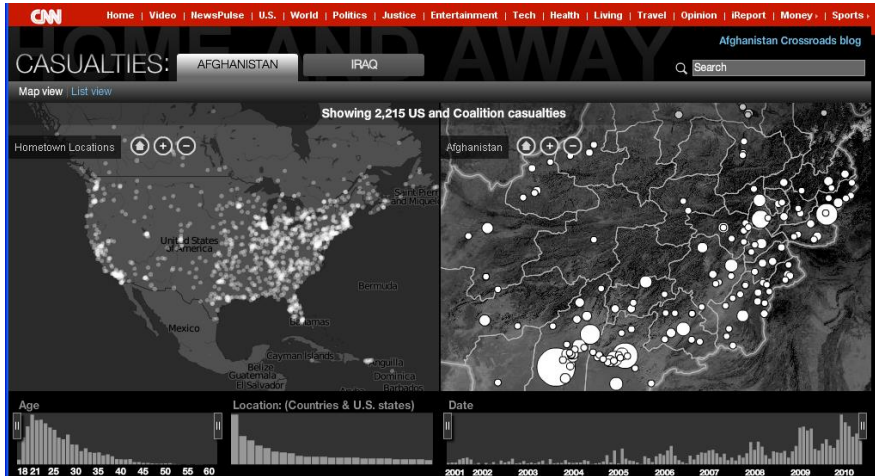 CNN
Home | Video | NewsPulse | U.S. | World | Politics | Justice | Entertainment | Tech | Health | Living | Travel | Opinion | iReport | Money › | Sports ›
HOME AND AWAY
Afghanistan Crossroads blog
CASUALTIES: AFGHANISTAN IRAQ
Search
Map view | List view
Showing 2,215 US and Coalition casualties
Hometown Locations
Afghanistan
Saint Pierre
and Miquelon
United States
of America
Bermuda
Mexico
Bahamas
Cayman Islands
Anguilla
Belize
Guatemala
Dominica
El Salvador
Barbados
Age
Location: (Countries & U.S. states)
Date
18 21 25 30 35 40 45 50 55 60
2001 2002 2003 2004 2005 2006 2007 2008 2009 2010